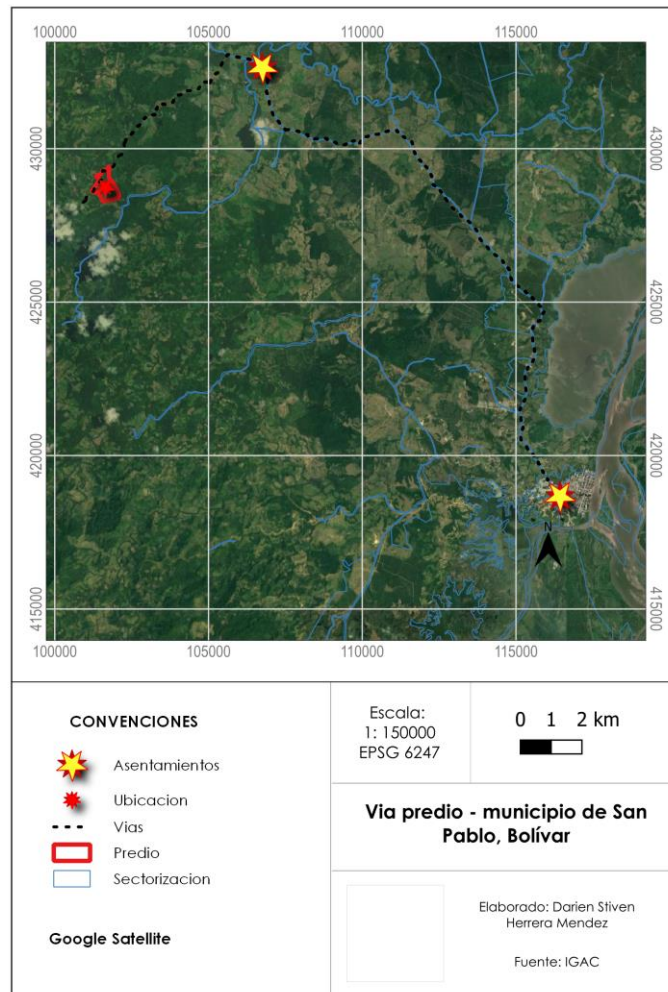 100000 105000 110000 115000
430000 430000
425000 425000
420000 420000
N
415000 415000
100000 105000 110000 115000
CONVENCIONES
Asentamientos
Ubicacion
Vias
Predio
Sectorizacion
Google Satellite
Escala:
1: 150000
EPSG 6247
0 1 2 km
Via predio - municipio de San
Pablo, Bolívar
Elaborado: Darien Stiven
Herrera Mendez
Fuente: IGAC